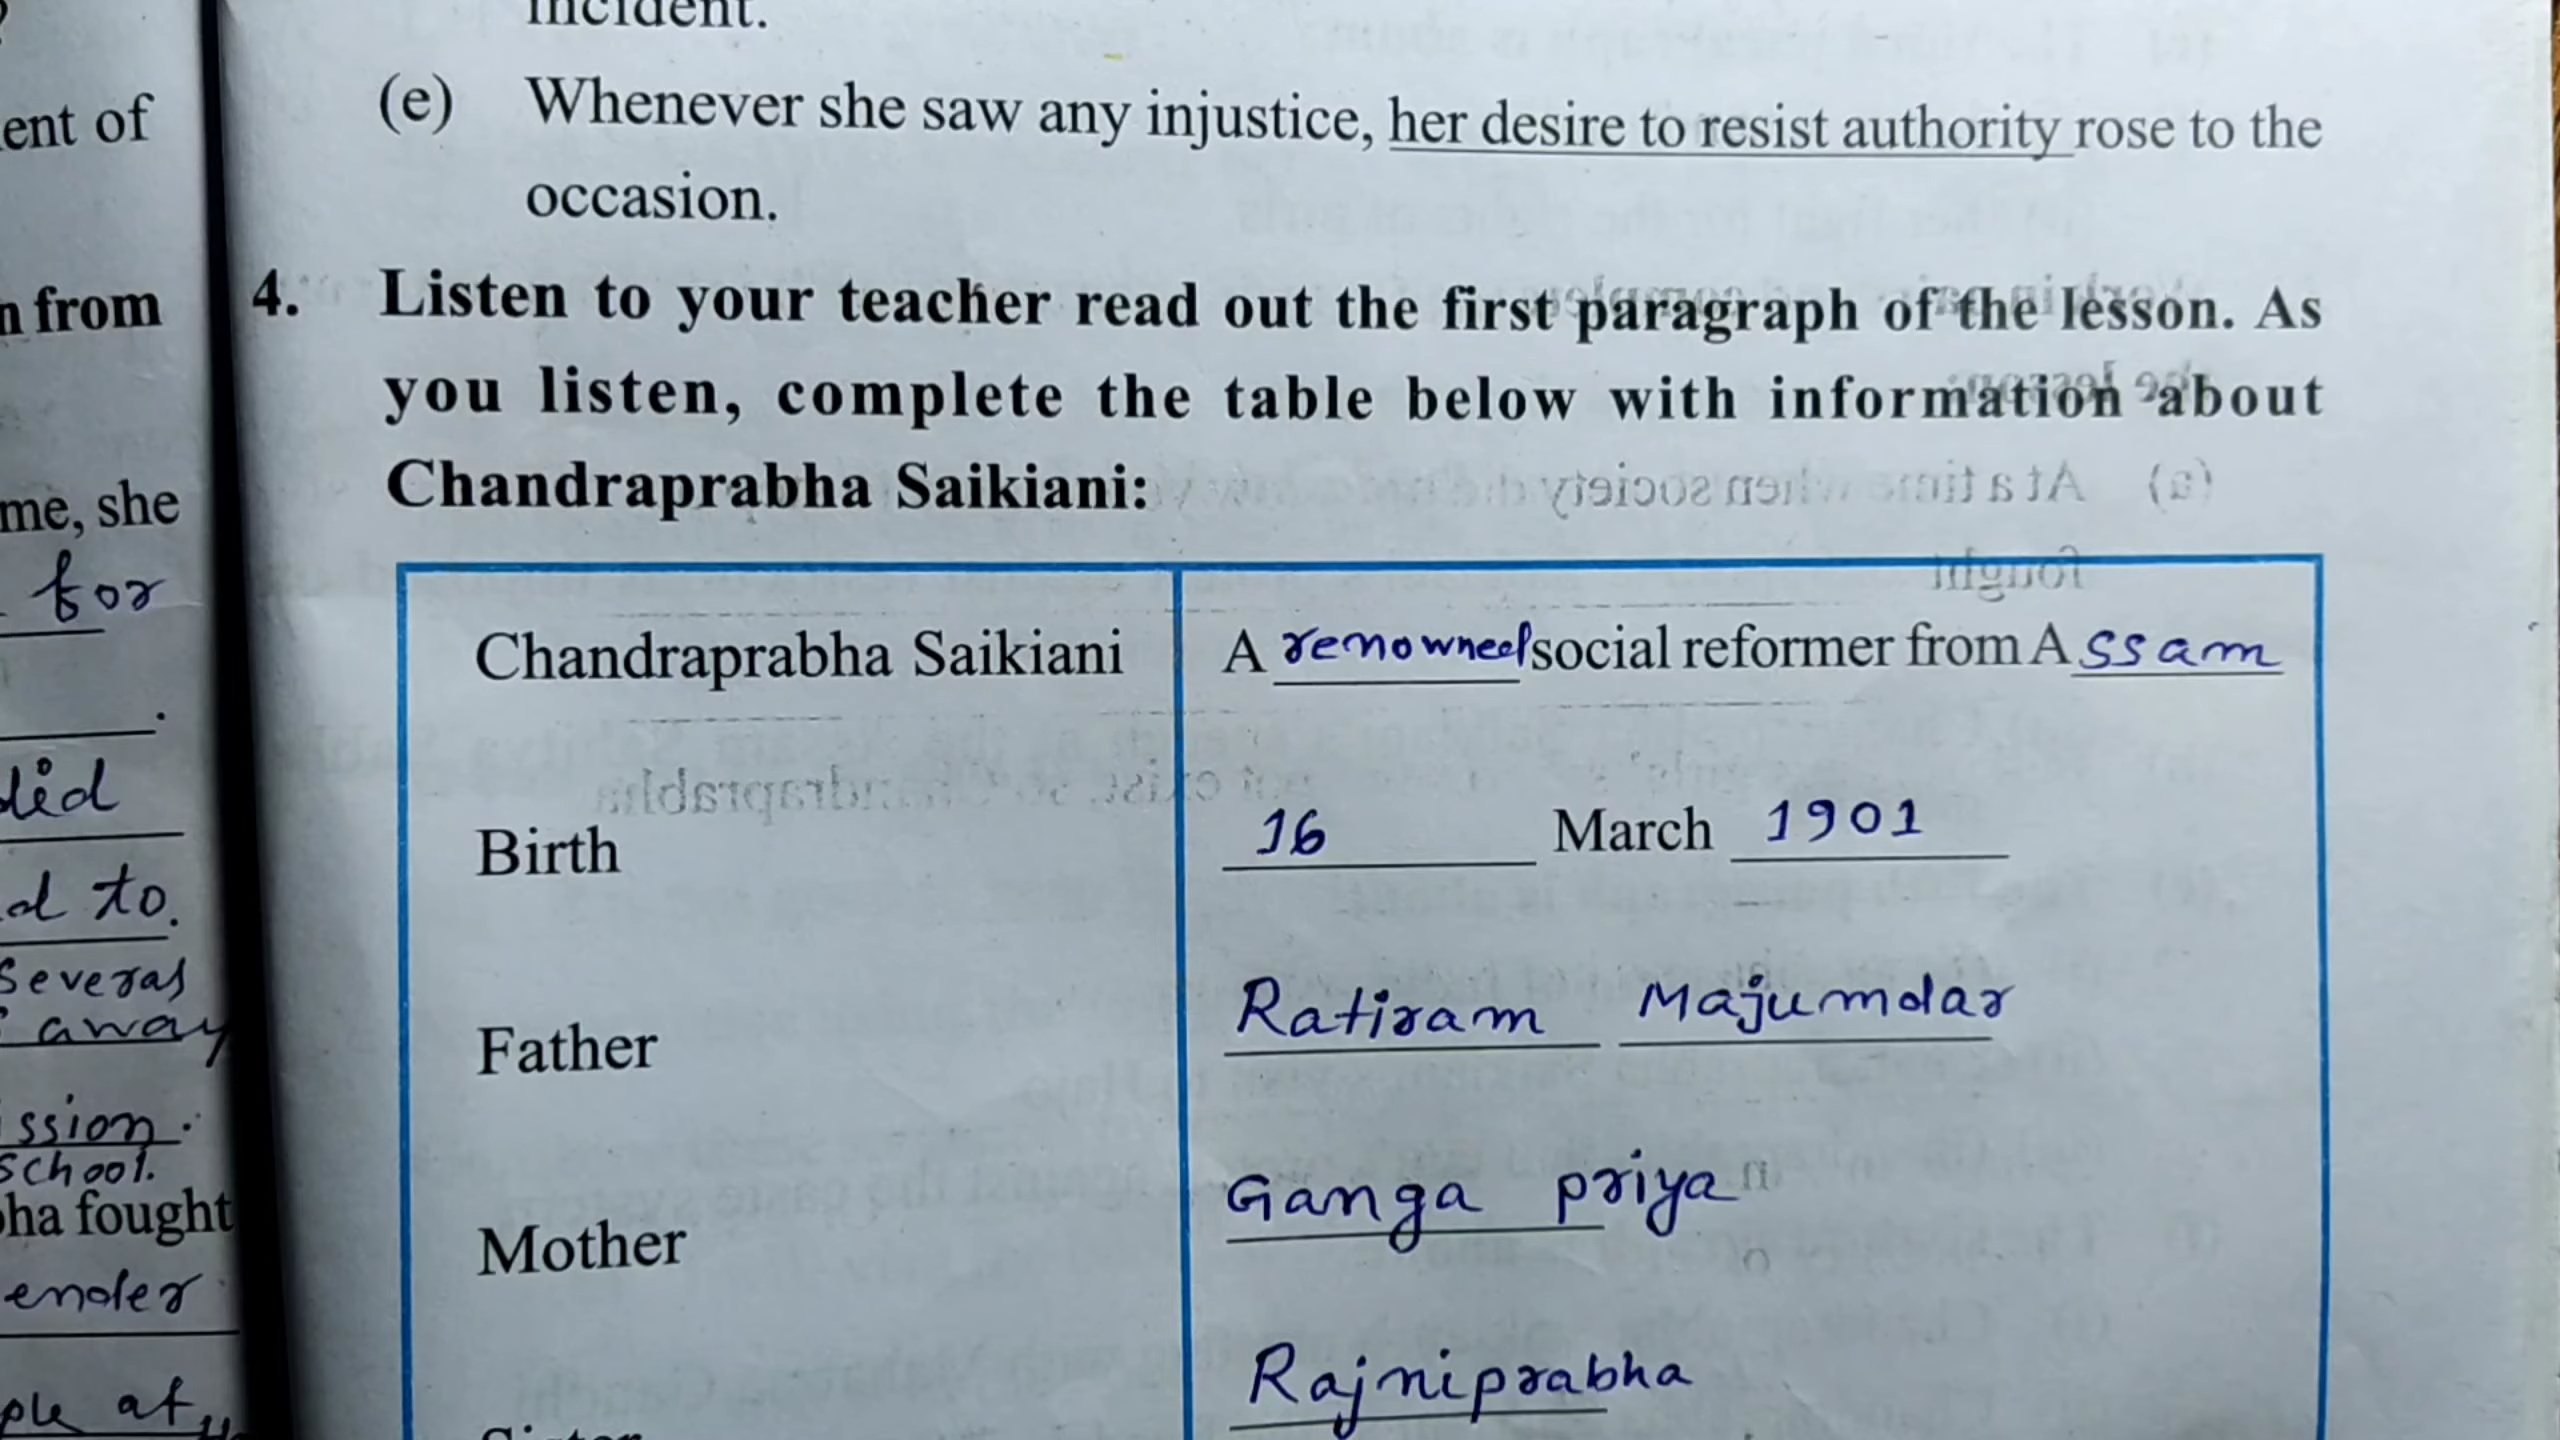 incident.
(e) Whenever she saw any injustice, her desire to resist authority rose to the
occasion.
4. Listen to your teacher read out the first paragraph of the lesson. As
you listen, complete the table below with information about
Chandraprabha Saikiani:
Chandraprabha Saikiani A renowned social reformer from Assam
Birth 16 March 1901
Father Ratiram Majumdar
Mother Ganga priya
Rajniprabha
Sister
ent of
from
me, she
for
did
to.
several
away
ssion.
school.
ha fought
ender
at